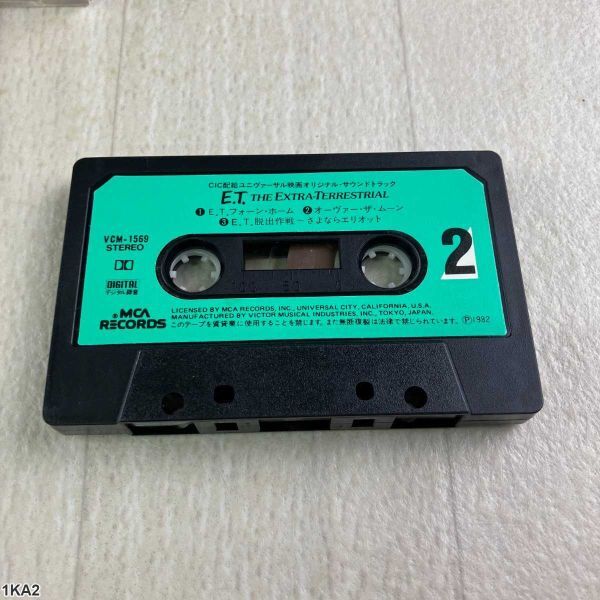 CIC配給ユニヴァーサル映画オリジナル・サウンドトラック
E.T. THE EXTRA-TERRESTRIAL
❶E.T.フォーン・ホーム ❷オーヴァー・ザ・ムーン
❸E.T.脱出作戦~さよならエリオット
VCM-1569
STEREO
2
DIGITAL
デジタル録音
100 50 0
MCA RECORDS
LICENSED BY MCA RECORDS, INC., UNIVERSAL CITY, CALIFORNIA, U.S.A.
MANUFACTURED BY VICTOR MUSICAL INDUSTRIES, INC., TOKYO, JAPAN.
このテープを賃貸業に使用することを禁じます。また無断複製は法律で禁じられています。 Ⓟ1982
1KA2